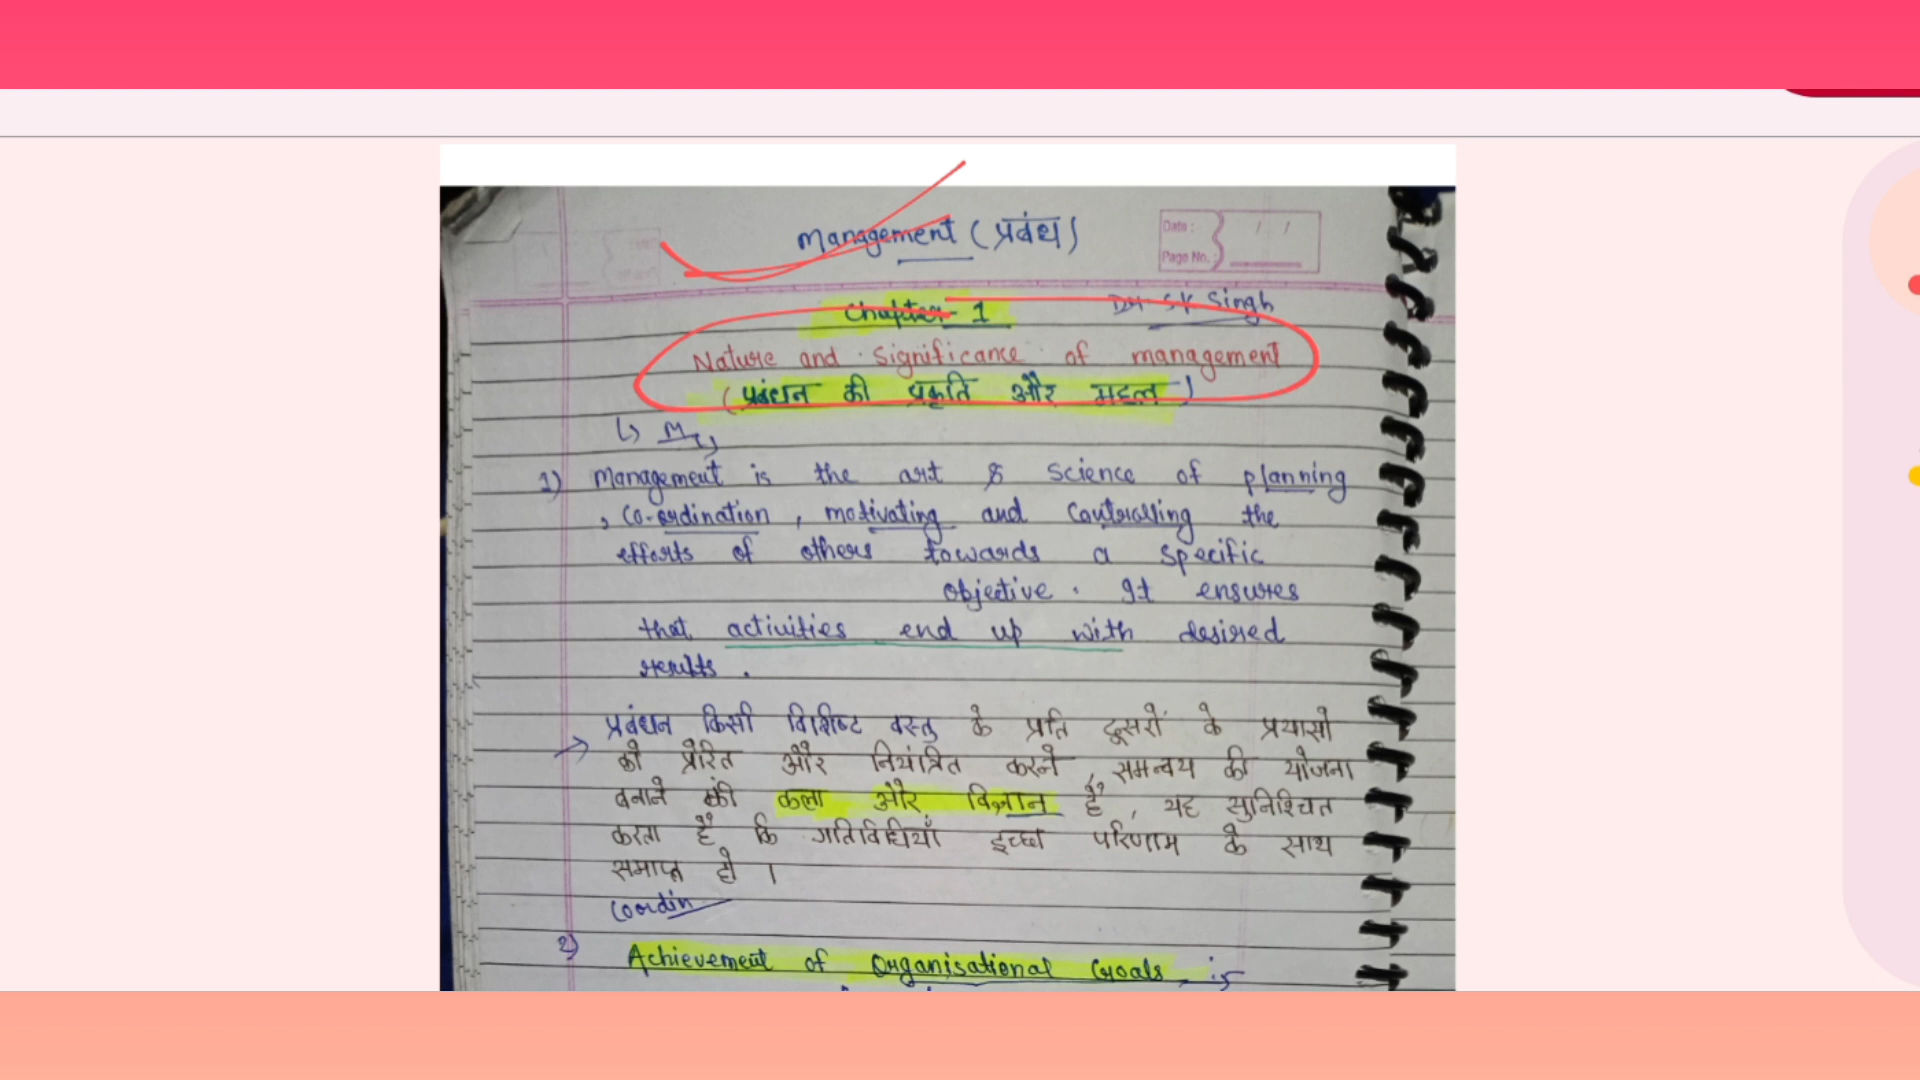 Management (प्रबंध)
Date : / /
Page No. :
Chapter - 1
Dr SK Singh
Nature and significance of management
(प्रबंधन की प्रकृति और महत्व)
1) Management is the art & science of planning
, Co-ordination, motivating and Controlling the
efforts of others towards a specific
objective. It ensures
that activities end up with desired
results.
→ प्रबंधन किसी विशिष्ट वस्तु के प्रति दूसरों के प्रयासो
को प्रेरित और नियंत्रित करने, समन्वय की योजना
बनाने की कला और विज्ञान है, यह सुनिश्चित
करता है कि गतिविधियाँ इच्छा परिणाम के साथ
समाप्त हो ।
Coordin
2) Achievement of Organisational Goals is